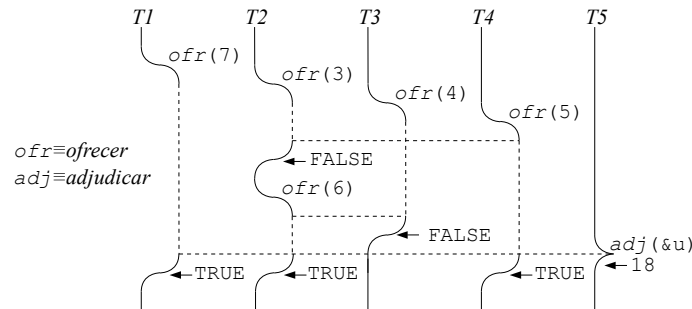 T1 T2 T3 T4 T5
ofr(7)
ofr(3)
ofr(4)
ofr(5)
ofr≡ofrecer
adj≡adjudicar
FALSE
ofr(6)
FALSE
adj(&u)
18
TRUE TRUE TRUE